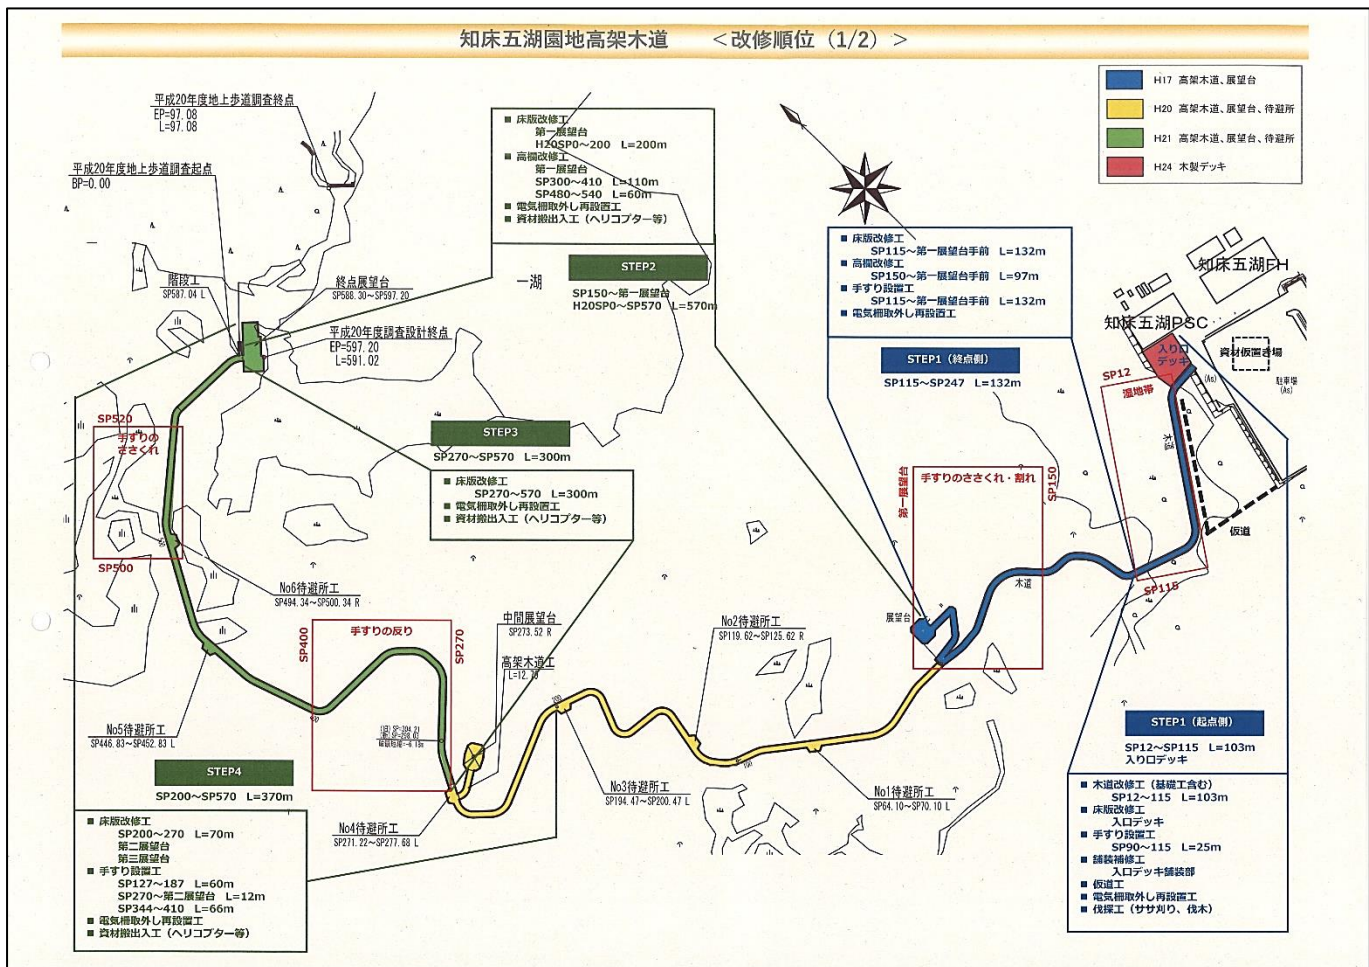 知床五湖園地高架木道 ＜改修順位（1/2）＞
H17 高架木道、展望台
H20 高架木道、展望台、待避所
H21 高架木道、展望台、待避所
H24 木製デッキ
平成20年度地上歩道調査終点
EP=97.08
L=97.08
平成20年度地上歩道調査起点
BP=0.00
■ 床版改修工
第一展望台
H20SP0～200 L=200m
■ 高欄改修工
第一展望台
SP300～410 L=110m
SP480～540 L=60m
■ 電気柵取外し再設置工
■ 資材搬出入工（ヘリコプター等）
STEP2
SP150～第一展望台
H20SP0～SP570 L=570m
一湖
■ 床版改修工
SP115～第一展望台手前 L=132m
■ 高欄改修工
SP150～第一展望台手前 L=97m
■ 手すり設置工
SP115～第一展望台手前 L=132m
■ 電気柵取外し再設置工
STEP1（終点側）
SP115～SP247 L=132m
知床五湖FH
知床五湖PSC
入り口
デッキ
資材仮置き場
駐車場
(As)
(As)
SP12
湿地帯
木道
仮道
SP115
階段工
SP587.04 L
終点展望台
SP588.30～SP597.20
平成20年度調査設計終点
EP=597.20
L=591.02
SP520
手すりの
ささくれ
SP500
STEP3
SP270～SP570 L=300m
■ 床版改修工
SP270～570 L=300m
■ 電気柵取外し再設置工
■ 資材搬出入工（ヘリコプター等）
第一展望台
手すりのささくれ・割れ
SP150
木道
展望台
No6待避所工
SP494.34～SP500.34 R
No5待避所工
SP446.83～SP452.83 L
SP400
手すりの反り
SP270
中間展望台
SP273.52 R
高架木道工
L=12.75
No2待避所工
SP119.62～SP125.62 R
No3待避所工
SP194.47～SP200.47 L
No1待避所工
SP64.10～SP70.10 L
No4待避所工
SP271.22～SP277.68 L
STEP4
SP200～SP570 L=370m
■ 床版改修工
SP200～270 L=70m
第二展望台
第三展望台
■ 手すり設置工
SP127～187 L=60m
SP270～第二展望台 L=12m
SP344～410 L=66m
■ 電気柵取外し再設置工
■ 資材搬出入工（ヘリコプター等）
STEP1（起点側）
SP12～SP115 L=103m
入り口デッキ
■ 木道改修工（基礎工含む）
SP12～115 L=103m
■ 床版改修工
入口デッキ
■ 手すり設置工
SP90～115 L=25m
■ 舗装補修工
入口デッキ舗装部
■ 仮道工
■ 電気柵取外し再設置工
■ 伐採工（ササ刈り、伐木）